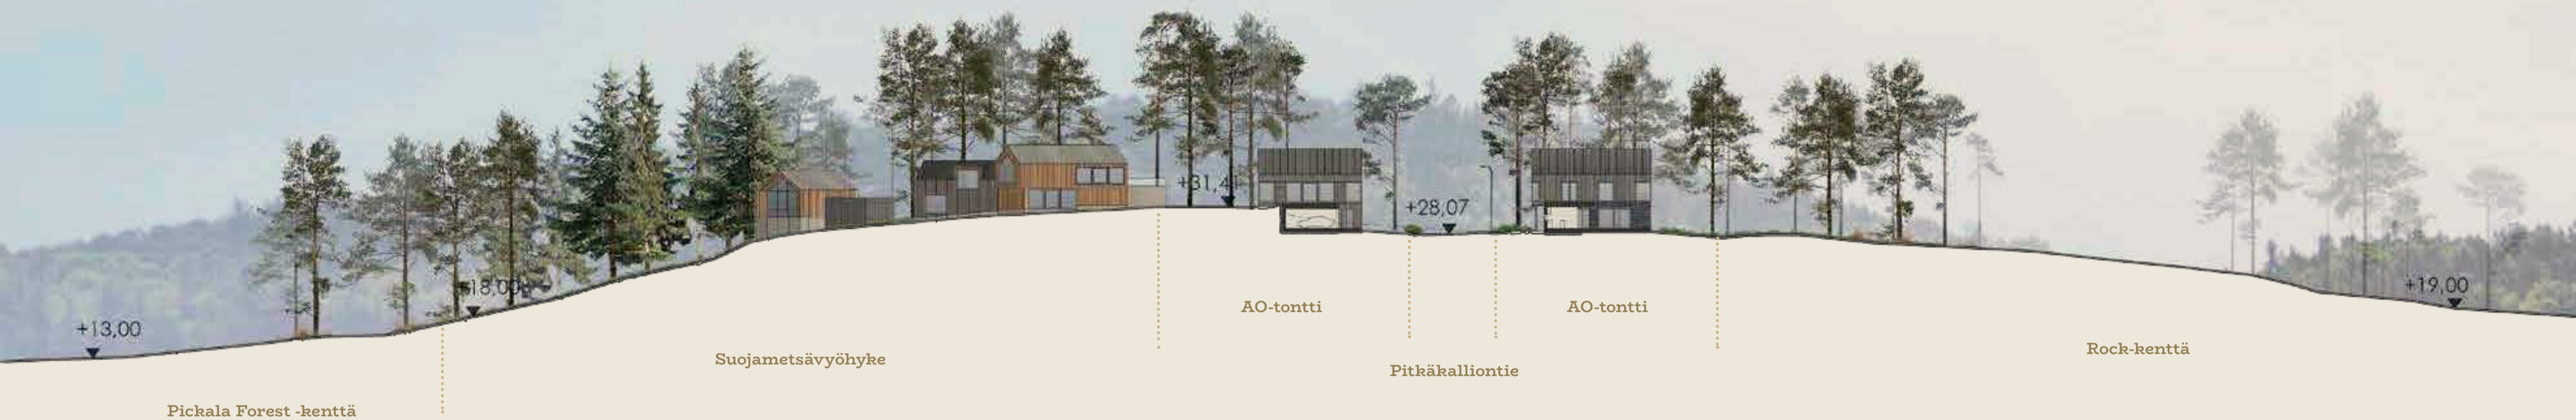 +31,4
+28,07
+18,00
+19,00
+13,00
AO-tontti
AO-tontti
Suojametsävyöhyke
Pitkäkalliontie
Rock-kenttä
Pickala Forest -kenttä